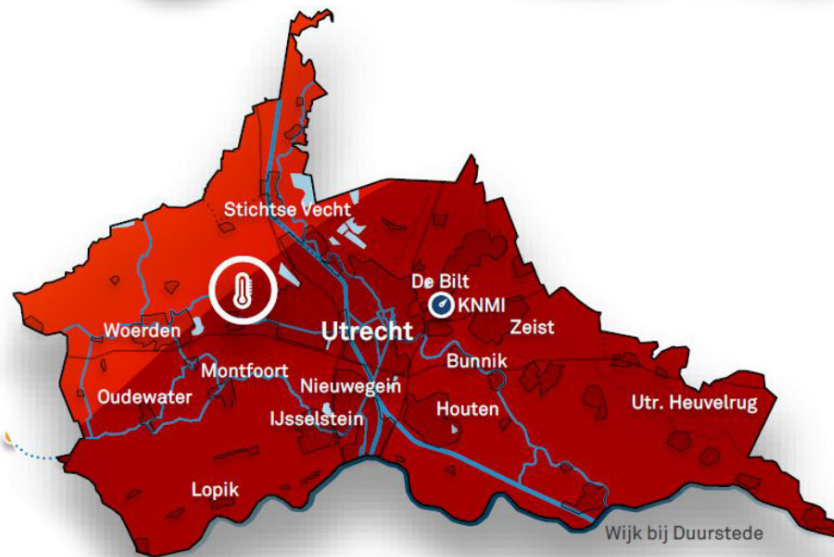 Stichtse Vecht
De Bilt
KNMI
Woerden
Utrecht
Zeist
Bunnik
Montfoort
Oudewater
Nieuwegein
Houten
Utr. Heuvelrug
IJsselstein
Lopik
Wijk bij Duurstede